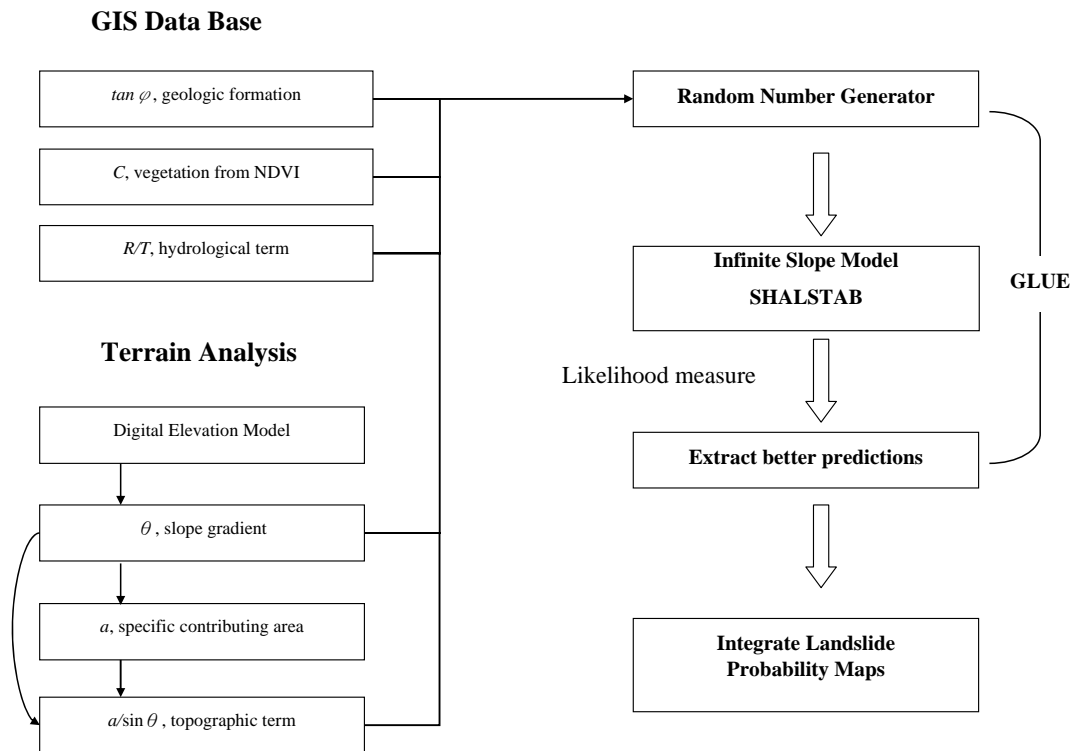 GIS Data Base
tan φ, geologic formation
C, vegetation from NDVI
R/T, hydrological term
Terrain Analysis
Digital Elevation Model
θ, slope gradient
a, specific contributing area
a/sin θ, topographic term
Random Number Generator
Infinite Slope Model
SHALSTAB
GLUE
Likelihood measure
Extract better predictions
Integrate Landslide
Probability Maps